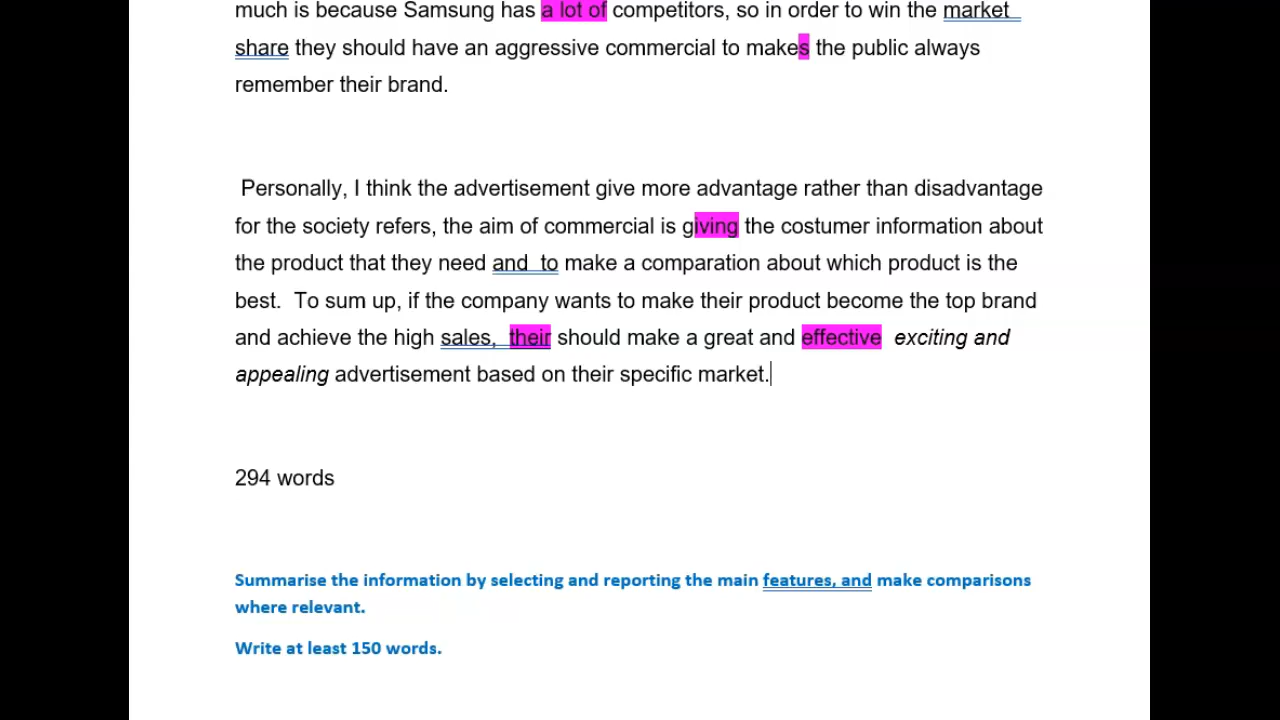 much is because Samsung has a lot of competitors, so in order to win the market
share they should have an aggressive commercial to makes the public always
remember their brand.
Personally, I think the advertisement give more advantage rather than disadvantage
for the society refers, the aim of commercial is giving the costumer information about
the product that they need and  to make a comparation about which product is the
best.  To sum up, if the company wants to make their product become the top brand
and achieve the high sales,  their should make a great and effective  exciting and
appealing advertisement based on their specific market.
294 words
Summarise the information by selecting and reporting the main features, and make comparisons
where relevant.
Write at least 150 words.